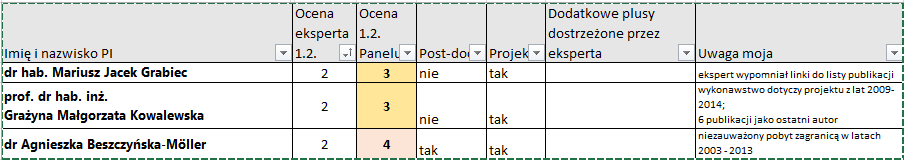 Imię i nazwisko PI
Ocena
eksperta
1.2.
Ocena
1.2.
Panelu
Post-doc
Projek
Dodatkowe plusy
dostrzeżone przez
eksperta
Uwaga moja
dr hab. Mariusz Jacek Grabiec
2
3
nie
tak
ekspert wypomniał linki do listy publikacji
prof. dr hab. inż.
Grażyna Małgorzata Kowalewska
2
3
nie
tak
wykonawstwo dotyczy projektu z lat 2009-
2014;
6 publikacji jako ostatni autor
dr Agnieszka Beszczyńska-Möller
2
4
tak
tak
niezauważony pobyt zagranicą w latach
2003 - 2013